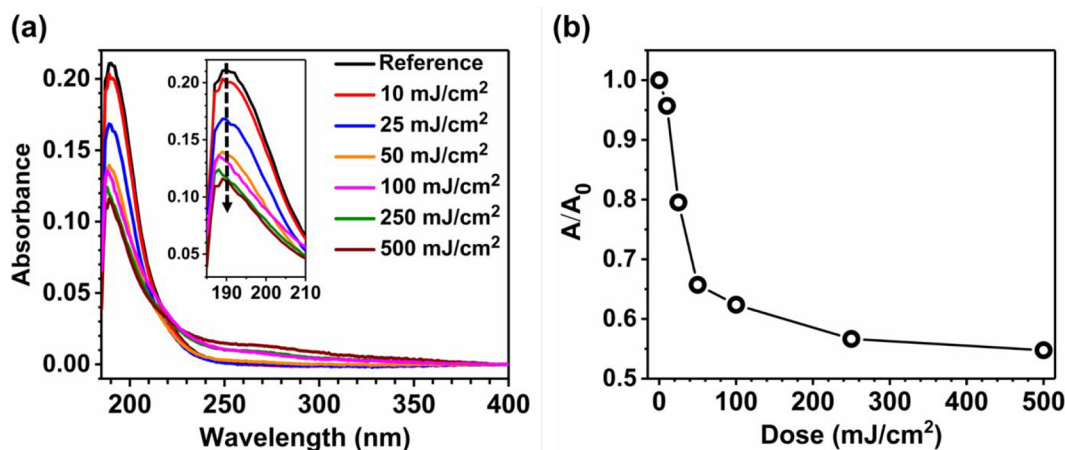 (a)
Absorbance
0.20
0.15
0.10
0.05
0.00
200
250
300
350
400
Wavelength (nm)
0.20
0.15
0.10
0.05
190
200
210
Reference
10 mJ/cm²
25 mJ/cm²
50 mJ/cm²
100 mJ/cm²
250 mJ/cm²
500 mJ/cm²
(b)
A/A₀
1.0
0.9
0.8
0.7
0.6
0.5
0
100
200
300
400
500
Dose (mJ/cm²)